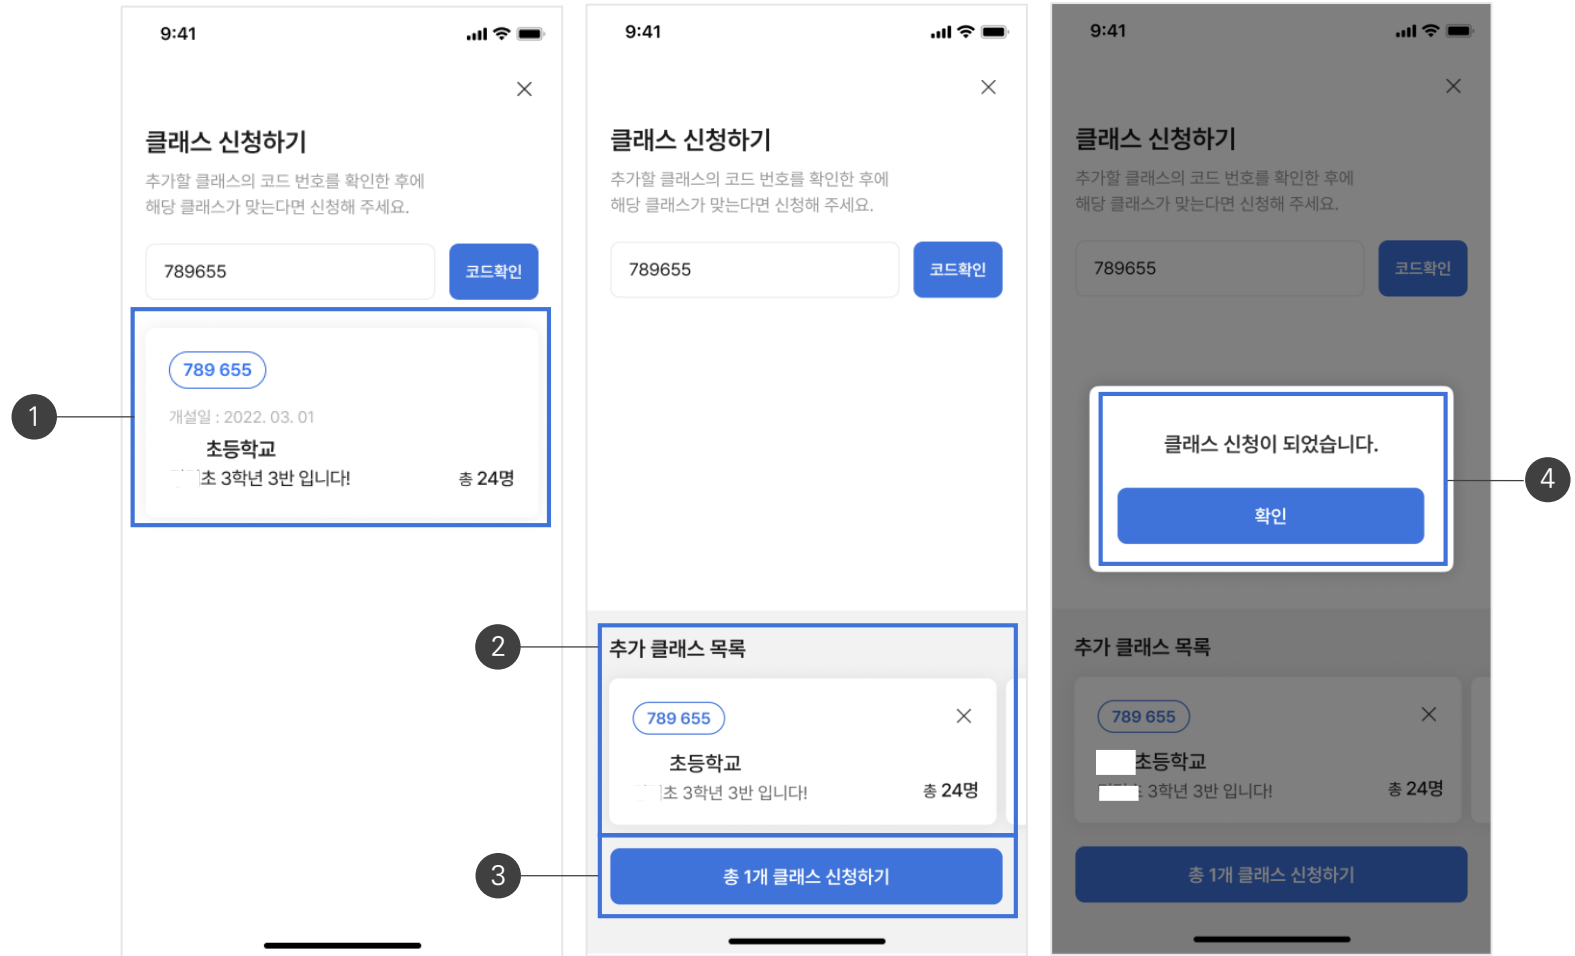 9:41
클래스 신청하기
추가할 클래스의 코드 번호를 확인한 후에
해당 클래스가 맞는다면 신청해 주세요.
789655
코드확인
789 655
개설일 : 2022. 03. 01
초등학교
초 3학년 3반 입니다!
총 24명
1
9:41
클래스 신청하기
추가할 클래스의 코드 번호를 확인한 후에
해당 클래스가 맞는다면 신청해 주세요.
789655
코드확인
2
추가 클래스 목록
789 655
초등학교
초 3학년 3반 입니다!
총 24명
3
총 1개 클래스 신청하기
9:41
클래스 신청하기
추가할 클래스의 코드 번호를 확인한 후에
해당 클래스가 맞는다면 신청해 주세요.
789655
코드확인
클래스 신청이 되었습니다.
확인
4
추가 클래스 목록
789 655
초등학교
3학년 3반 입니다!
총 24명
총 1개 클래스 신청하기